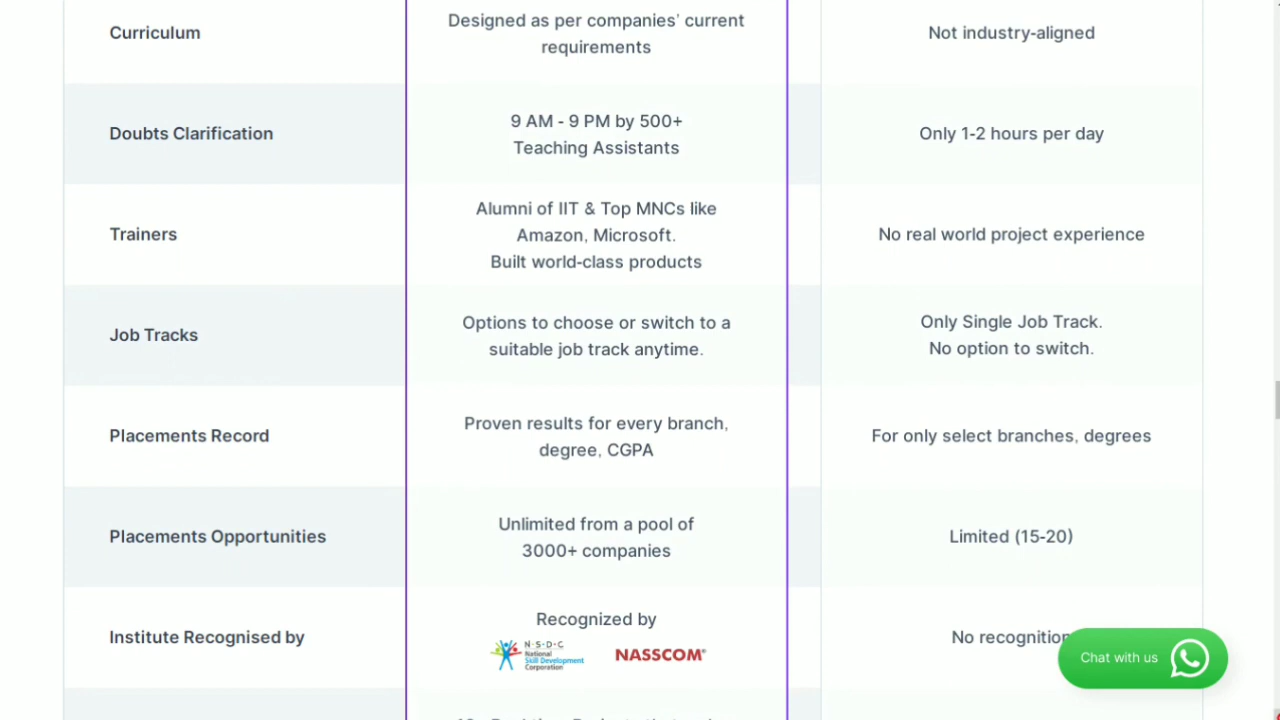 Curriculum
Designed as per companies' current
requirements
Not industry-aligned
Doubts Clarification
9 AM - 9 PM by 500+
Teaching Assistants
Only 1-2 hours per day
Trainers
Alumni of IIT & Top MNCs like
Amazon, Microsoft.
Built world-class products
No real world project experience
Job Tracks
Options to choose or switch to a
suitable job track anytime.
Only Single Job Track.
No option to switch.
Placements Record
Proven results for every branch,
degree, CGPA
For only select branches, degrees
Placements Opportunities
Unlimited from a pool of
3000+ companies
Limited (15-20)
Institute Recognised by
Recognized by
N·S·D·C
National
Skill Development
Corporation
NASSCOM®
No recognition
Chat with us